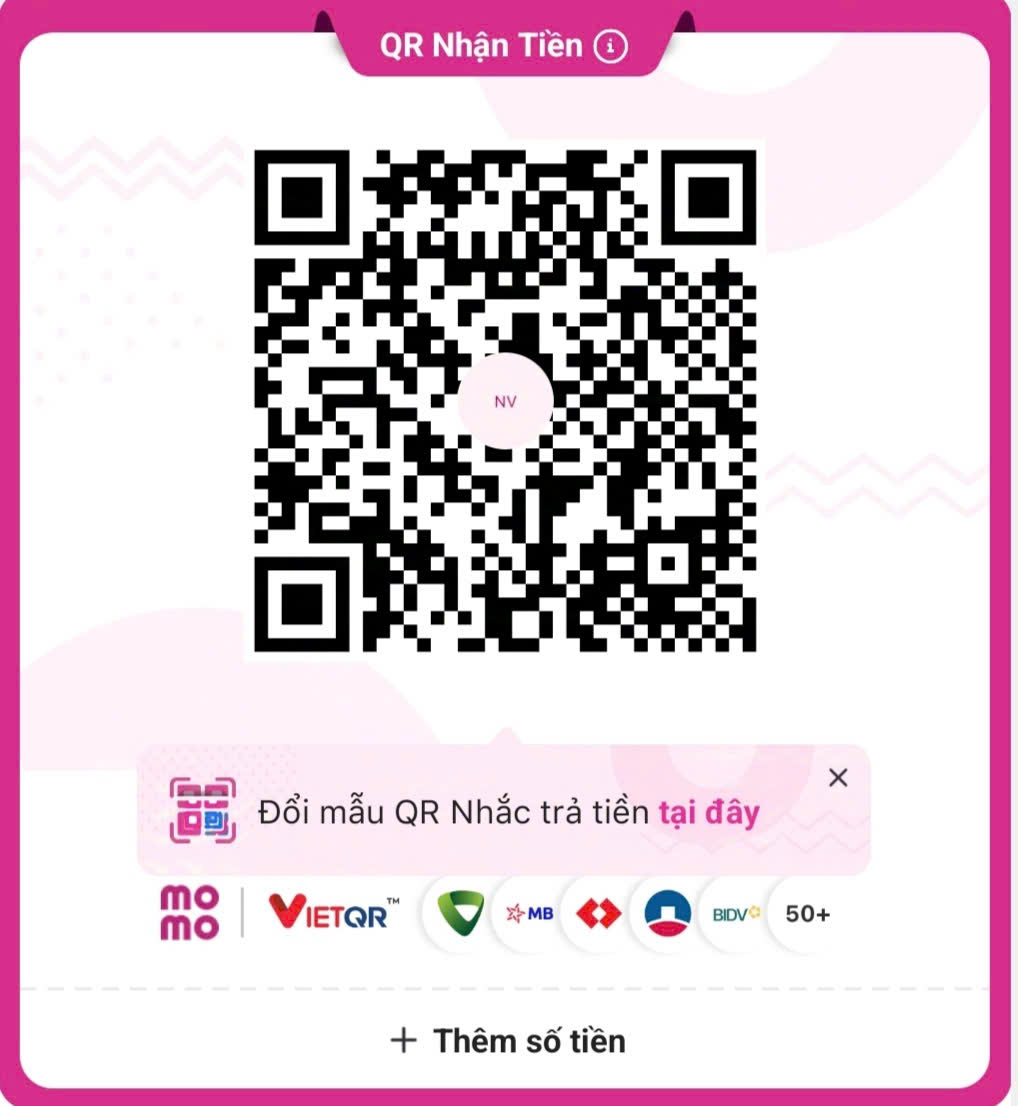 QR Nhận Tiền
NV
Đổi mẫu QR Nhắc trả tiền tại đây
mo
mo
VIETQR™
MB
BIDV
50+
+ Thêm số tiền